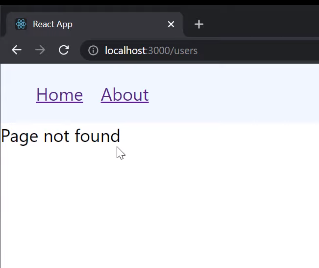 React App
localhost:3000/users
Home About
Page not found